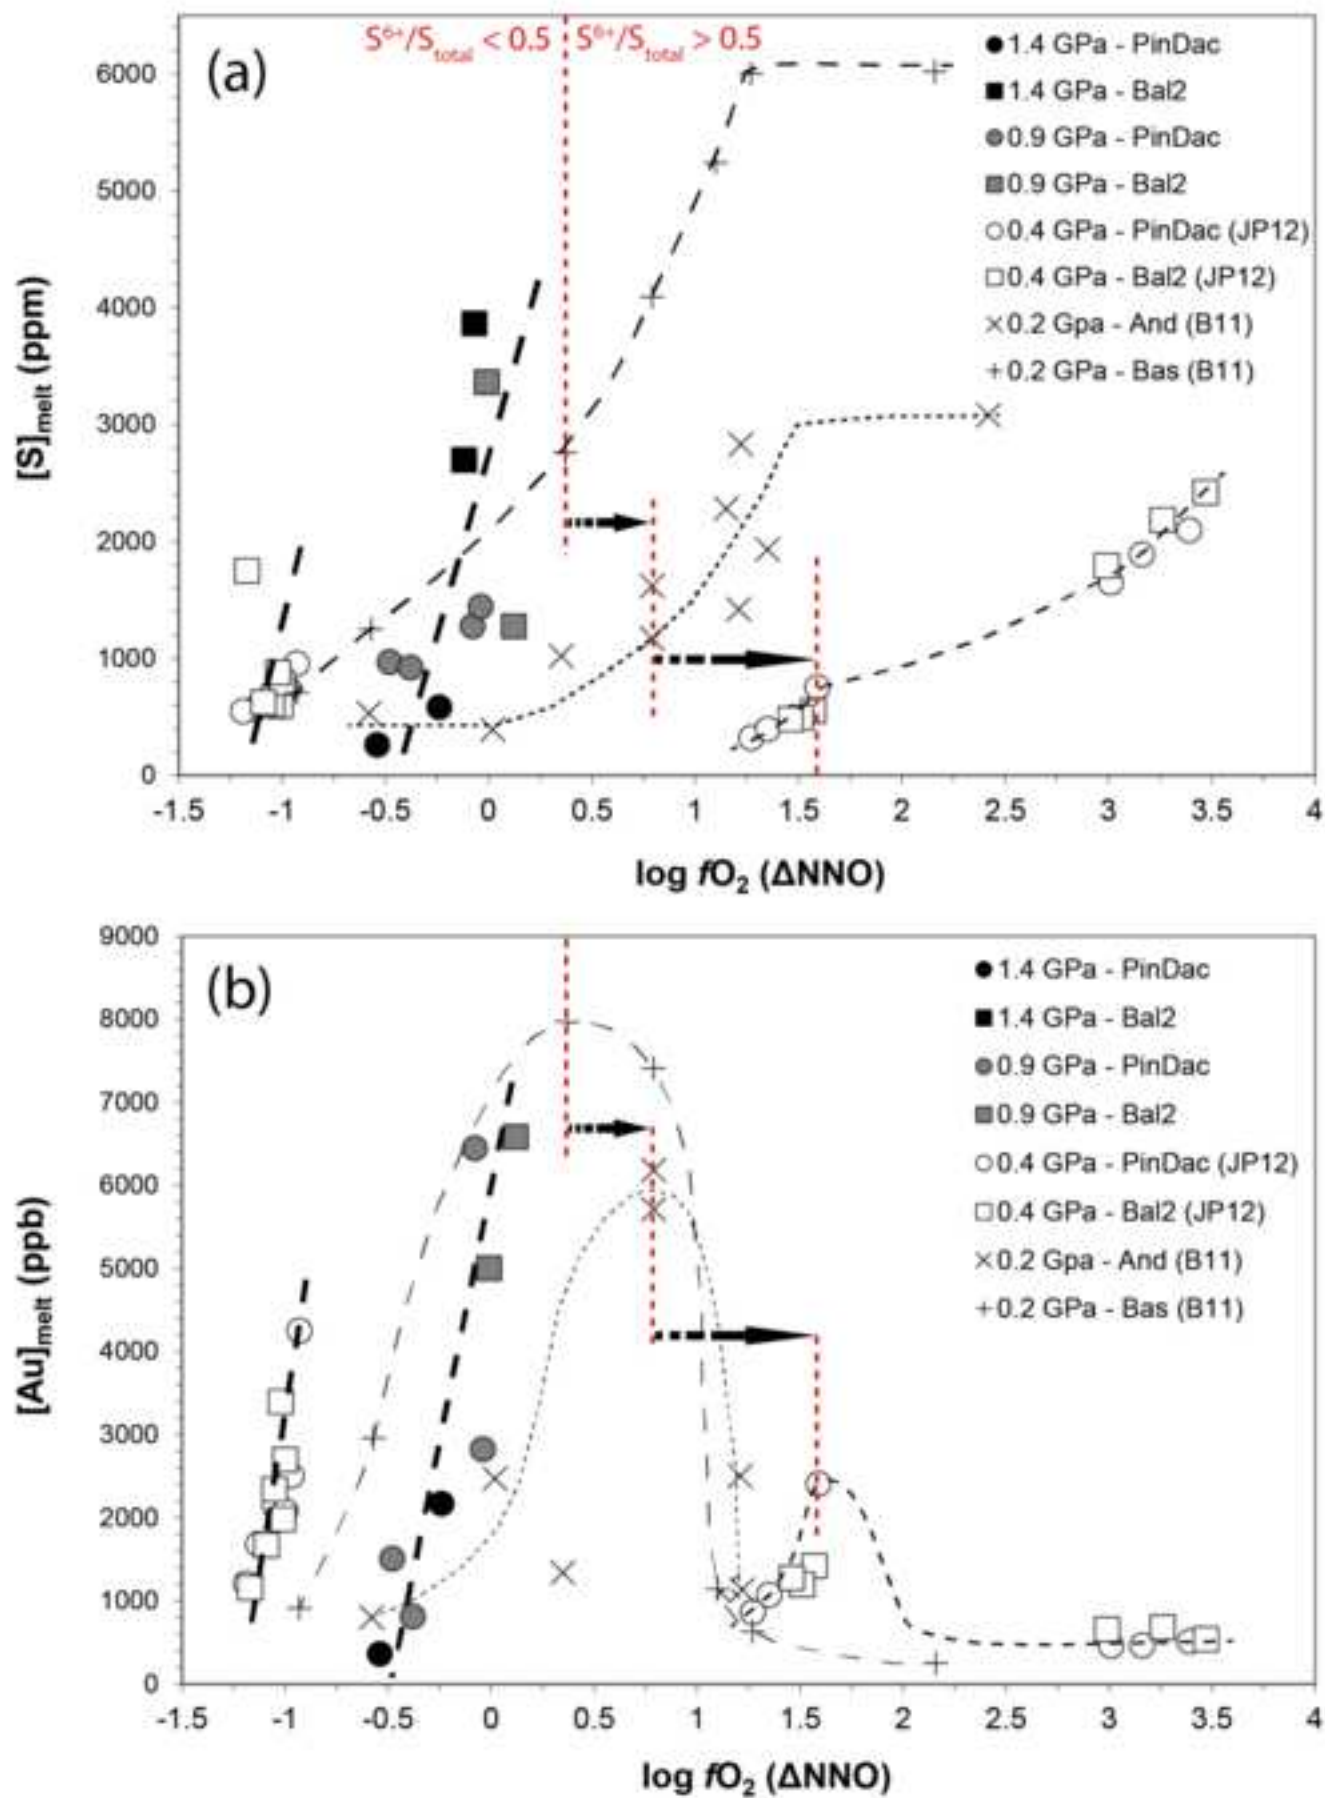 S6+/Stotal < 0.5 S6+/Stotal > 0.5
(a)
1.4 GPa - PinDac
1.4 GPa - Bal2
0.9 GPa - PinDac
0.9 GPa - Bal2
0.4 GPa - PinDac (JP12)
0.4 GPa - Bal2 (JP12)
0.2 Gpa - And (B11)
0.2 GPa - Bas (B11)
6000
5000
4000
3000
2000
1000
0
[S]melt (ppm)
-1.5 -1 -0.5 0 0.5 1 1.5 2 2.5 3 3.5 4
log fO2 (ΔNNO)
(b)
1.4 GPa - PinDac
1.4 GPa - Bal2
0.9 GPa - PinDac
0.9 GPa - Bal2
0.4 GPa - PinDac (JP12)
0.4 GPa - Bal2 (JP12)
0.2 Gpa - And (B11)
0.2 GPa - Bas (B11)
9000
8000
7000
6000
5000
4000
3000
2000
1000
0
[Au]melt (ppb)
-1.5 -1 -0.5 0 0.5 1 1.5 2 2.5 3 3.5 4
log fO2 (ΔNNO)